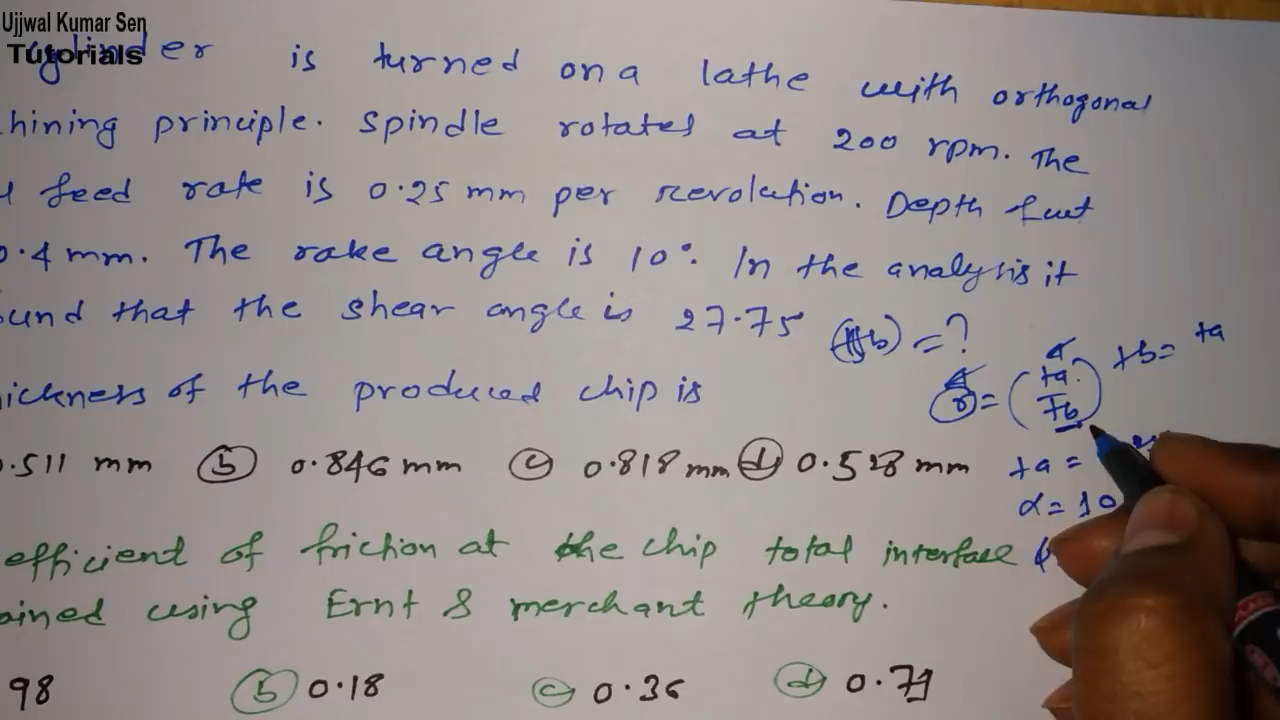 Ujjwal Kumar Sen
Tutorials
is turned on a lathe with orthogonal
hining principle. Spindle rotates at 200 rpm. The
feed rate is 0.25 mm per revolution. Depth of cut
0.4 mm. The rake angle is 10°. In the analysis it
und that the shear angle is 27.75 = ?
ickness of the produced chip is
.511 mm (b) 0.846 mm (c) 0.818 mm (d) 0.528 mm
r = (ta/tb) tb = ta
ta =
α = 10
efficient of friction at the chip total interface
ained using Ernt & merchant theory.
98 (b) 0.18 (c) 0.36 (d) 0.71